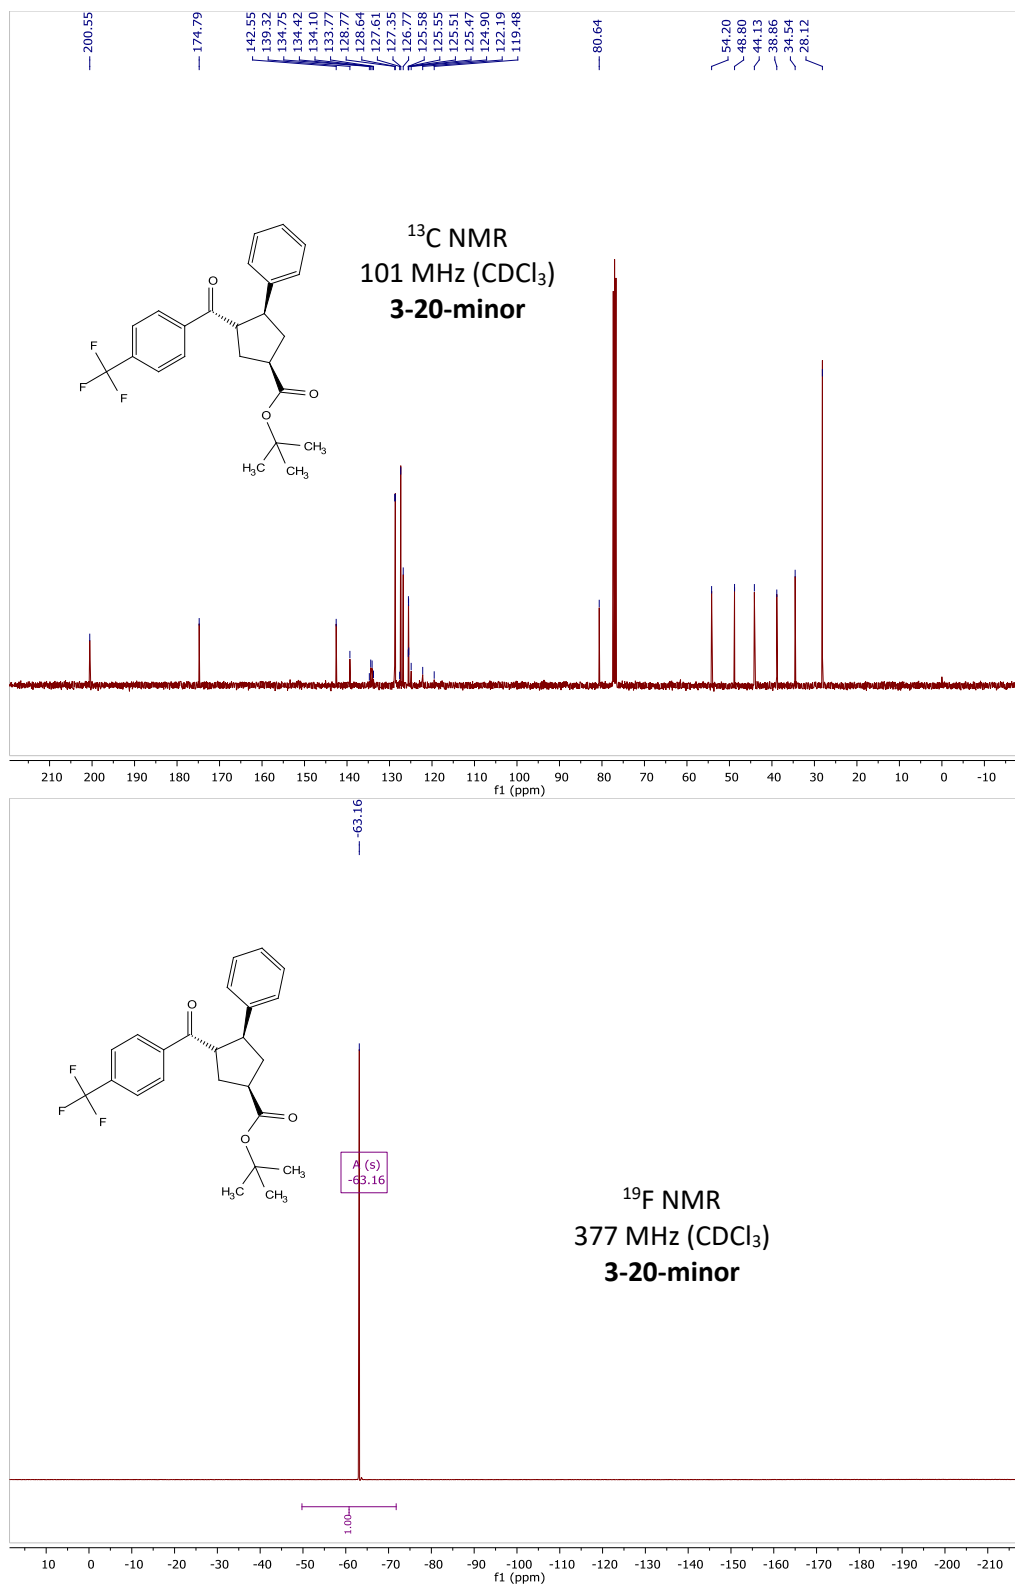 200.55
174.79
142.55
139.32
134.75
134.42
134.10
133.77
128.77
128.64
127.61
127.35
126.77
125.58
125.55
125.51
125.47
124.90
122.19
119.48
80.64
54.20
48.80
44.13
38.86
34.54
28.12
¹³C NMR
101 MHz (CDCl₃)
3-20-minor
O
F
F
F
O
O
CH₃
H₃C
CH₃
210 200 190 180 170 160 150 140 130 120 110 100 90 80 70 60 50 40 30 20 10 0 -10
f1 (ppm)
-63.16
O
F
F
F
O
O
CH₃
H₃C
CH₃
A (s)
-63.16
¹⁹F NMR
377 MHz (CDCl₃)
3-20-minor
1.00
10 0 -10 -20 -30 -40 -50 -60 -70 -80 -90 -100 -110 -120 -130 -140 -150 -160 -170 -180 -190 -200 -210
f1 (ppm)